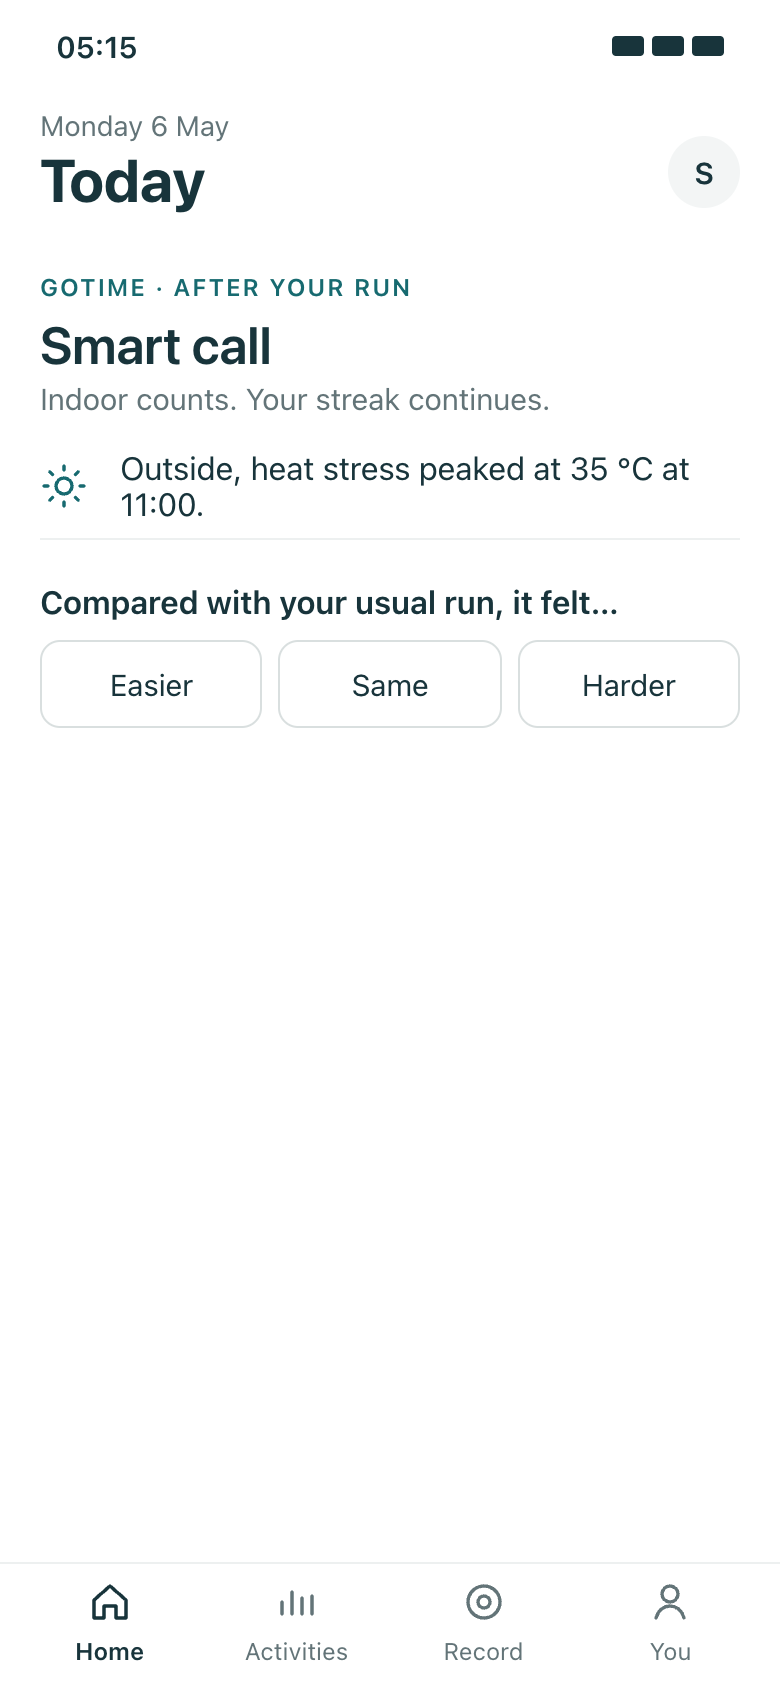 05:15
Monday 6 May
Today
S
GOTIME · AFTER YOUR RUN
Smart call
Indoor counts. Your streak continues.
Outside, heat stress peaked at 35 °C at
11:00.
Compared with your usual run, it felt...
Easier
Same
Harder
Home
Activities
Record
You